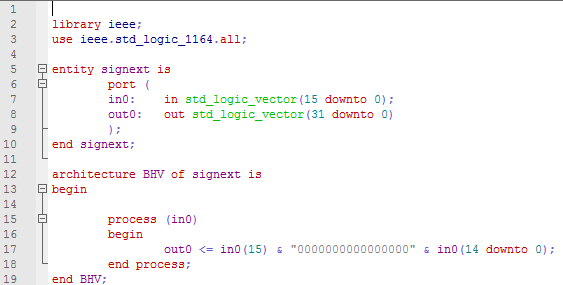 1
2 library ieee;
3 use ieee.std_logic_1164.all;
4
5 entity signext is
6 port (
7 in0: in std_logic_vector(15 downto 0);
8 out0: out std_logic_vector(31 downto 0)
9 );
10 end signext;
11
12 architecture BHV of signext is
13 begin
14
15 process (in0)
16 begin
17 out0 <= in0(15) & "0000000000000000" & in0(14 downto 0);
18 end process;
19 end BHV;